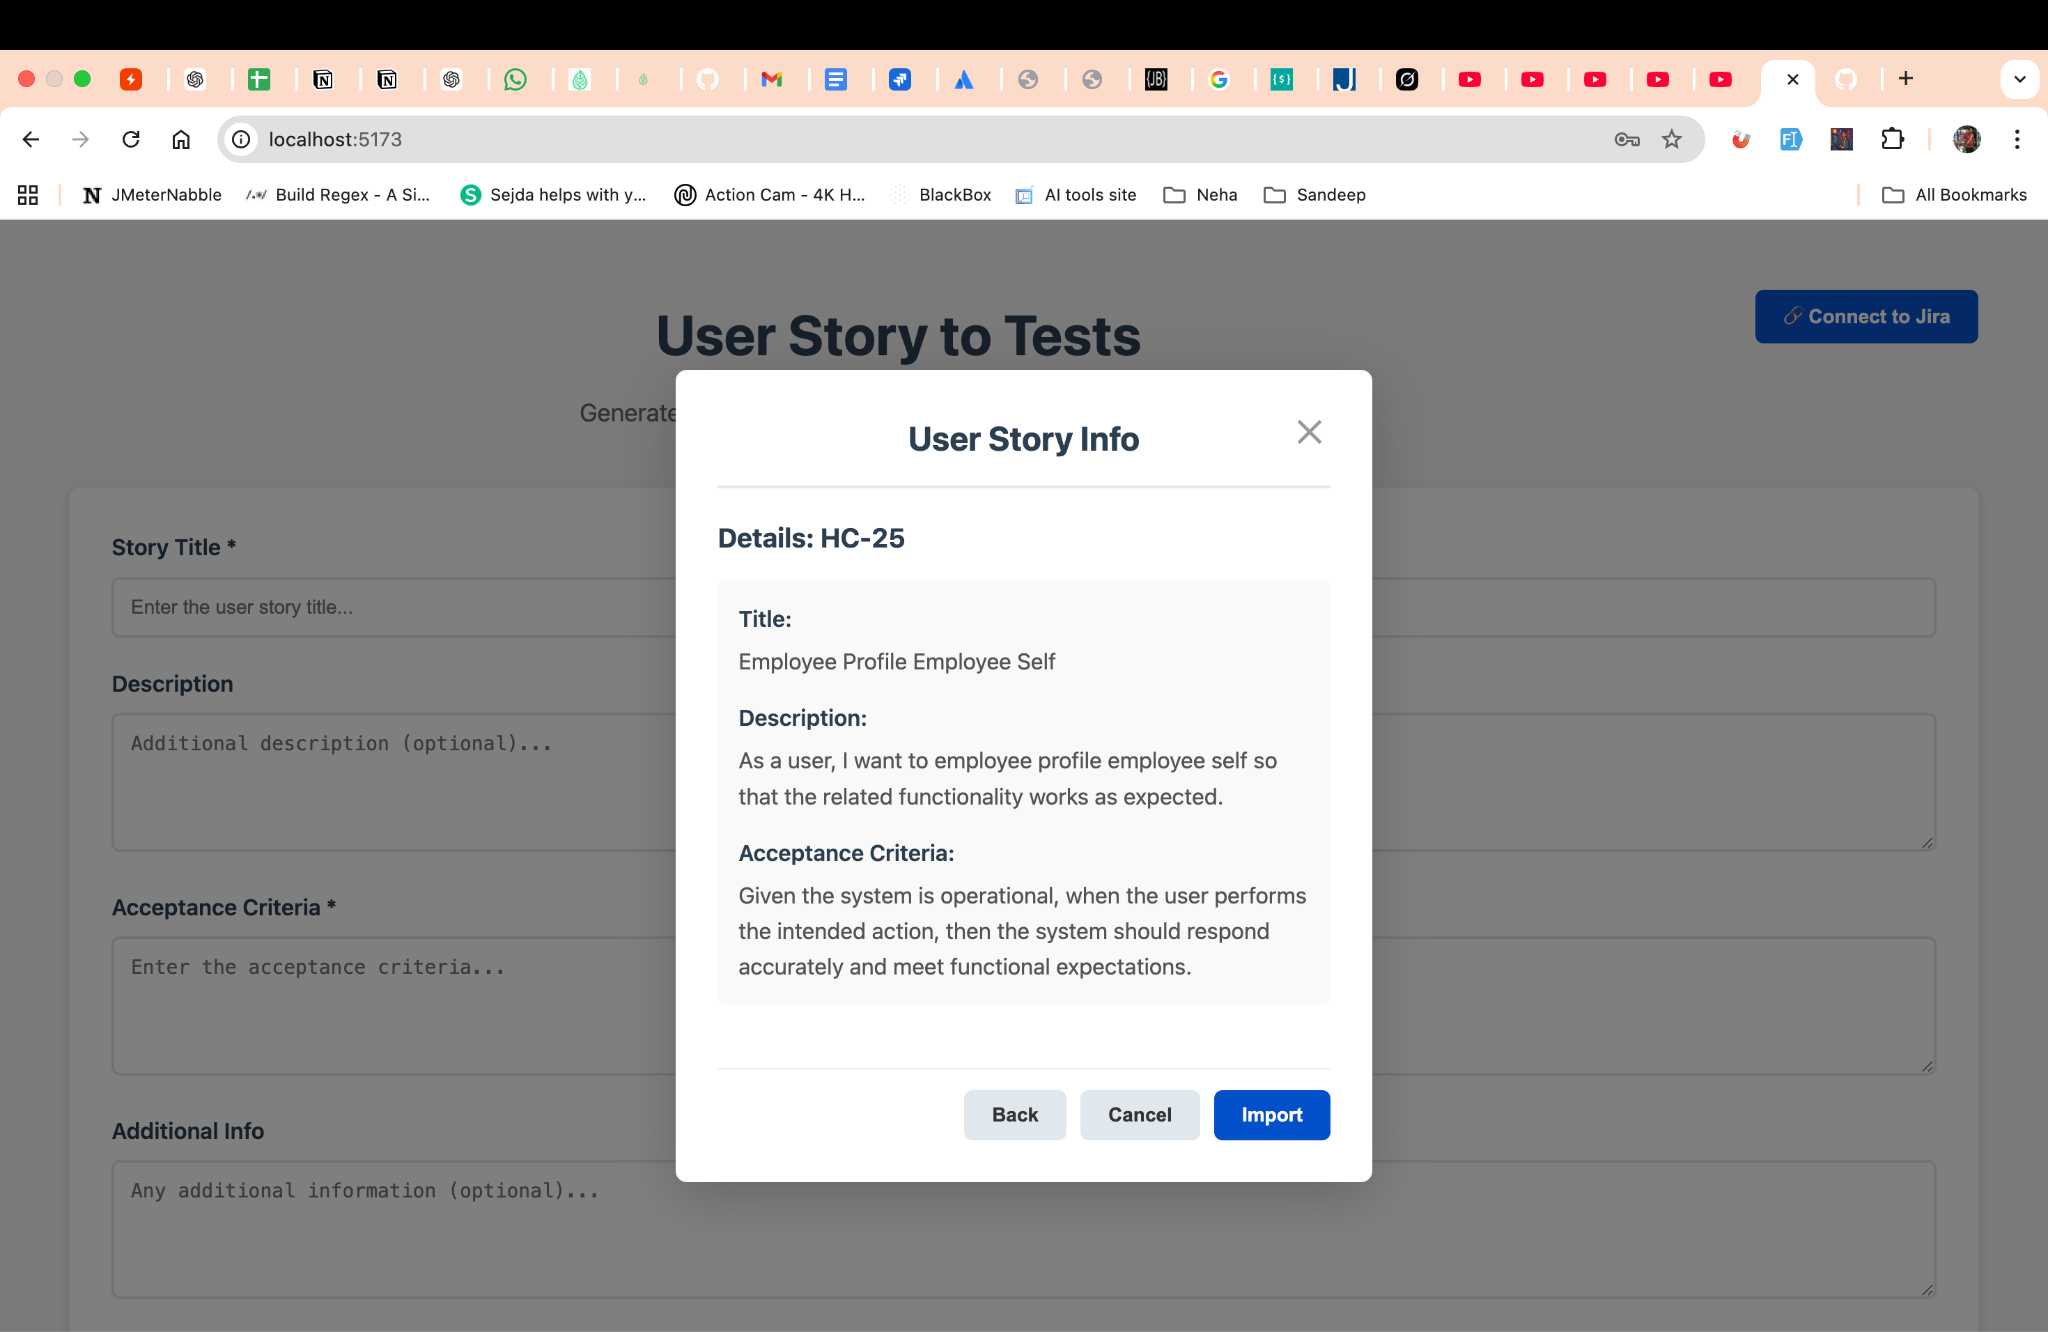 localhost:5173
JMeterNabble
Build Regex - A Si...
Sejda helps with y...
Action Cam - 4K H...
BlackBox
AI tools site
Neha
Sandeep
All Bookmarks
🔗 Connect to Jira
User Story to Tests
Generate
User Story Info
Details: HC-25
Title:
Employee Profile Employee Self
Description:
As a user, I want to employee profile employee self so
that the related functionality works as expected.
Acceptance Criteria:
Given the system is operational, when the user performs
the intended action, then the system should respond
accurately and meet functional expectations.
Back
Cancel
Import
Story Title *
Enter the user story title...
Description
Additional description (optional)...
Acceptance Criteria *
Enter the acceptance criteria...
Additional Info
Any additional information (optional)...